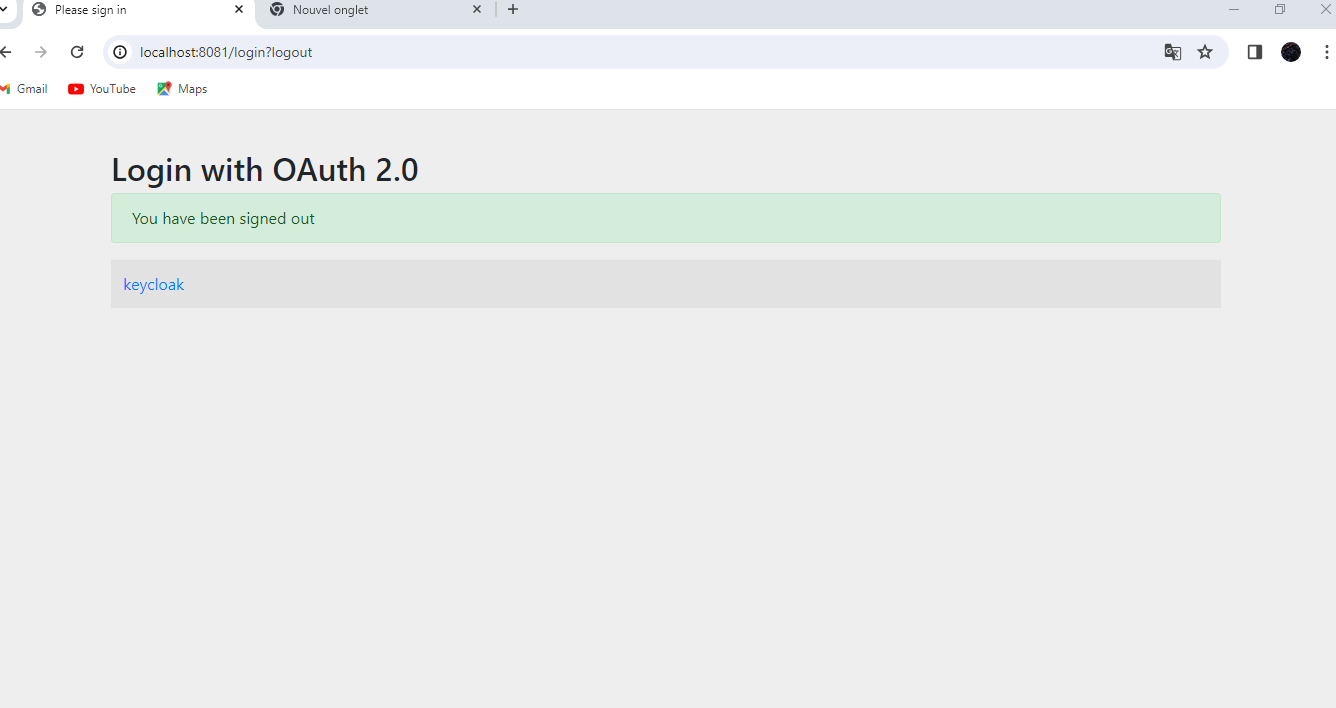 Please sign in
Nouvel onglet
localhost:8081/login?logout
Gmail
YouTube
Maps
Login with OAuth 2.0
You have been signed out
keycloak